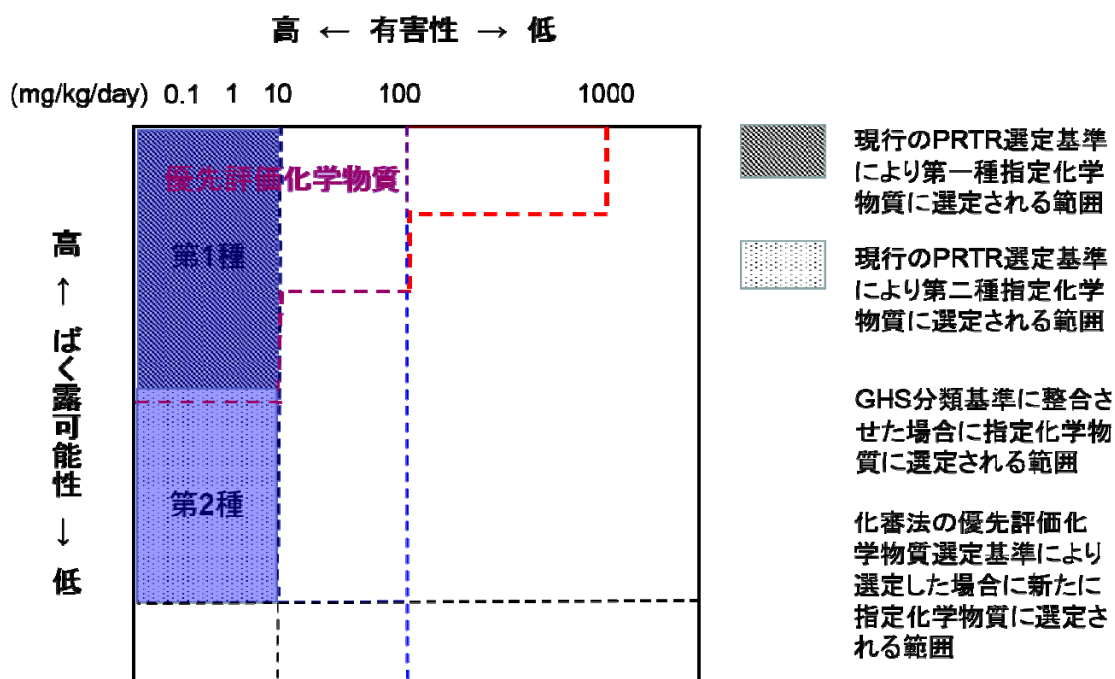 高 ← 有害性 → 低
(mg/kg/day) 0.1 1 10 100 1000
優先評価化学物質
第1種
第2種
高 ↑ ばく露可能性 ↓ 低
現行のPRTR選定基準
により第一種指定化学
物質に選定される範囲
現行のPRTR選定基準
により第二種指定化学
物質に選定される範囲
GHS分類基準に整合さ
せた場合に指定化学物
質に選定される範囲
化審法の優先評価化
学物質選定基準により
選定した場合に新たに
指定化学物質に選定さ
れる範囲